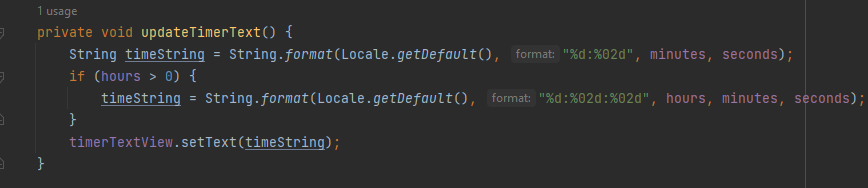 1 usage
private void updateTimerText() {
String timeString = String.format(Locale.getDefault(), format: "%d:%02d", minutes, seconds);
if (hours > 0) {
timeString = String.format(Locale.getDefault(), format: "%d:%02d:%02d", hours, minutes, seconds);
}
timerTextView.setText(timeString);
}